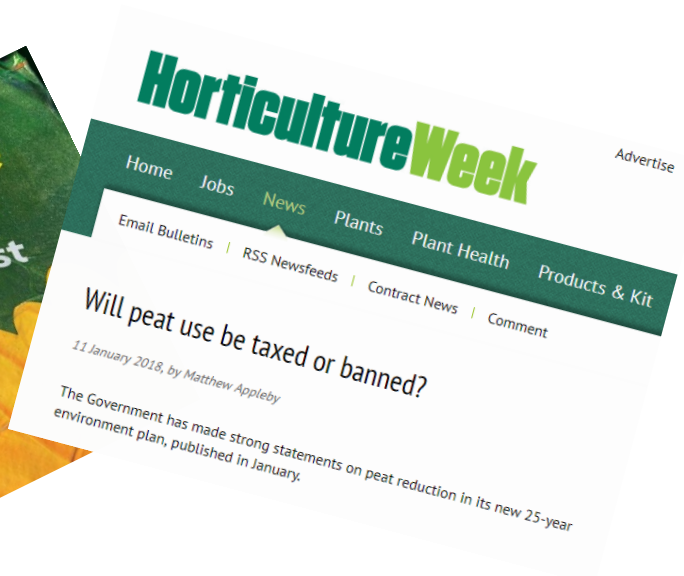 HorticultureWeek
Advertise
Home Jobs News Plants Plant Health Products & Kit
Email Bulletins | RSS Newsfeeds | Contract News | Comment
Will peat use be taxed or banned?
11 January 2018, by Matthew Appleby
The Government has made strong statements on peat reduction in its new 25-year
environment plan, published in January.
st